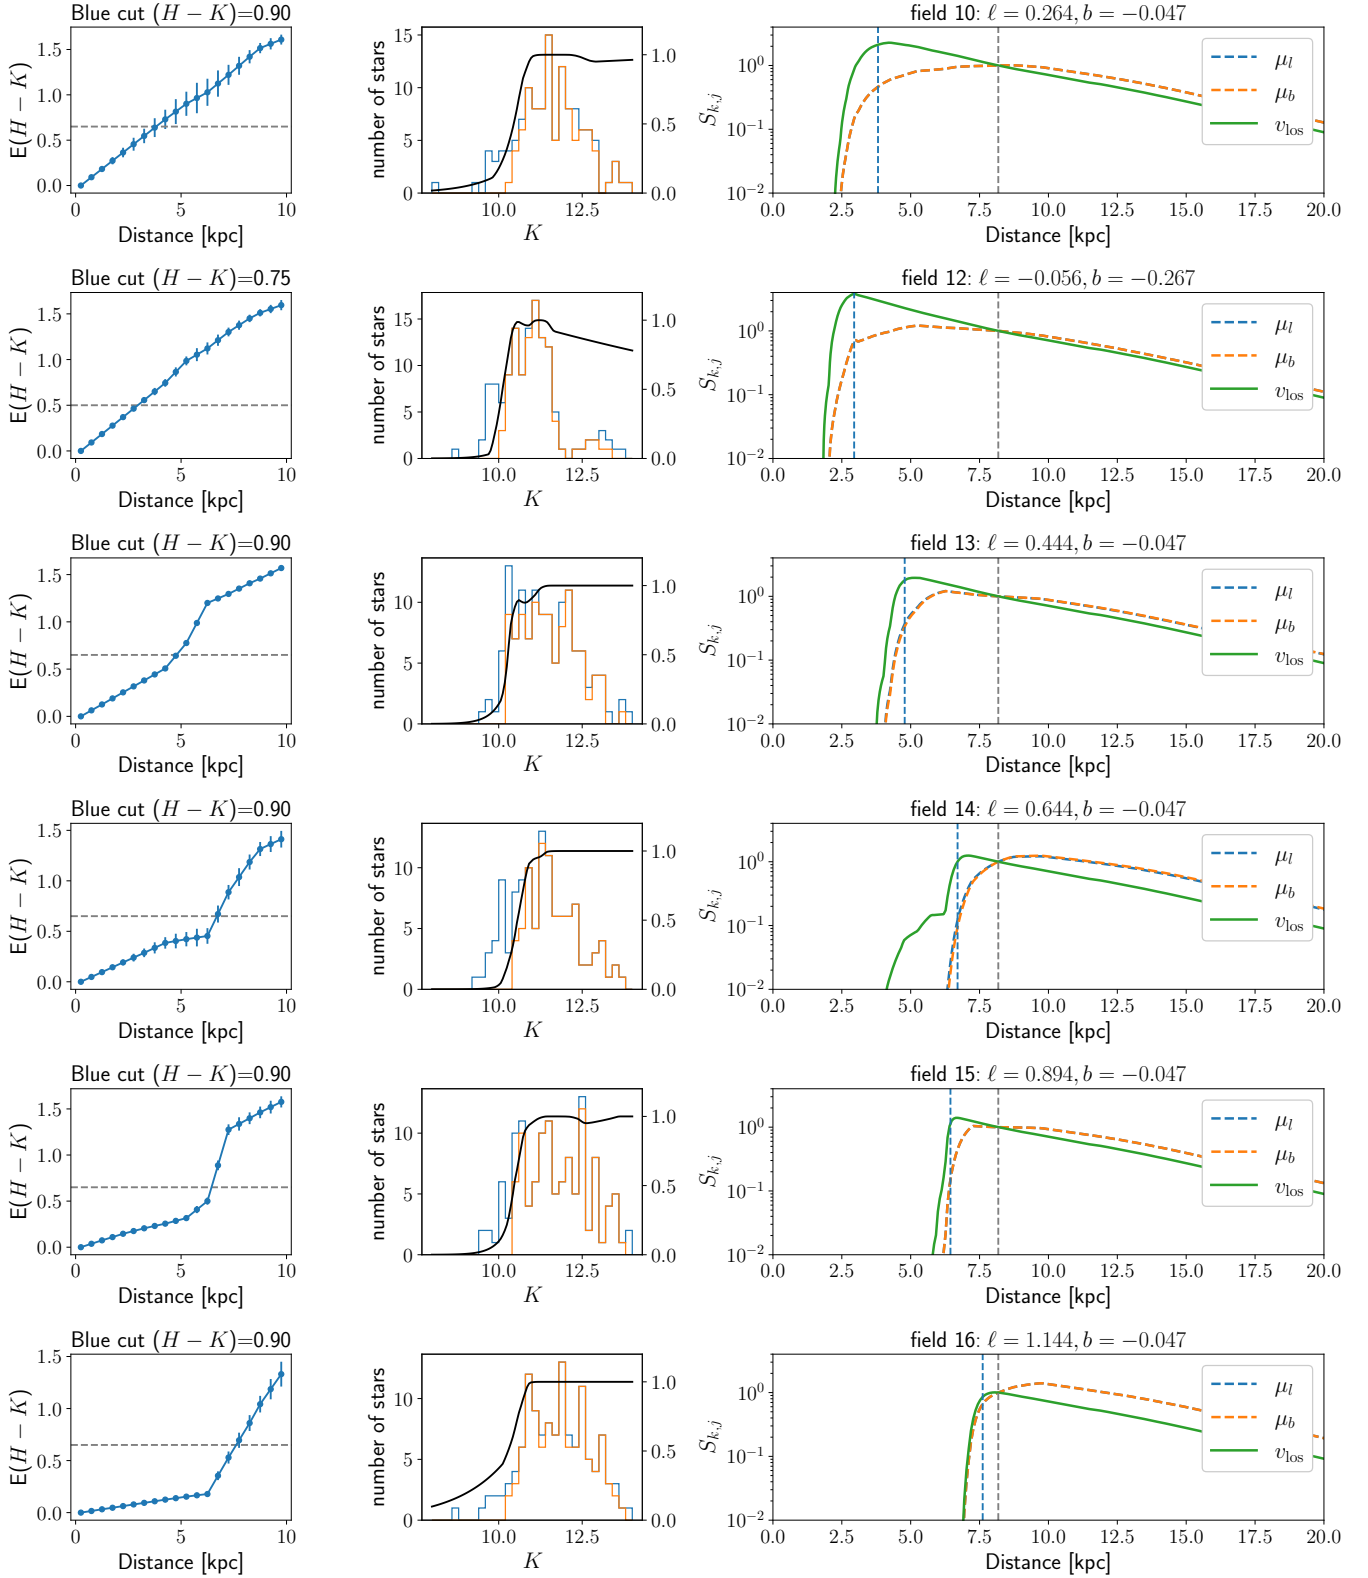 Blue cut (H − K)=0.90
field 10: ℓ = 0.264, b = −0.047
1.5
1.0
0.5
0.0
E(H − K)
0 5 10
Distance [kpc]
15
10
5
0
number of stars
1.0
0.5
0.0
10.0 12.5
K
10⁰
10⁻¹
10⁻²
S_{k,j}
μ_l
μ_b
v_los
0.0 2.5 5.0 7.5 10.0 12.5 15.0 17.5 20.0
Distance [kpc]
Blue cut (H − K)=0.75
field 12: ℓ = −0.056, b = −0.267
1.5
1.0
0.5
0.0
E(H − K)
0 5 10
Distance [kpc]
15
10
5
0
number of stars
1.0
0.5
0.0
10.0 12.5
K
10⁰
10⁻¹
10⁻²
S_{k,j}
μ_l
μ_b
v_los
0.0 2.5 5.0 7.5 10.0 12.5 15.0 17.5 20.0
Distance [kpc]
Blue cut (H − K)=0.90
field 13: ℓ = 0.444, b = −0.047
1.5
1.0
0.5
0.0
E(H − K)
0 5 10
Distance [kpc]
10
5
0
number of stars
1.0
0.5
0.0
10.0 12.5
K
10⁰
10⁻¹
10⁻²
S_{k,j}
μ_l
μ_b
v_los
0.0 2.5 5.0 7.5 10.0 12.5 15.0 17.5 20.0
Distance [kpc]
Blue cut (H − K)=0.90
field 14: ℓ = 0.644, b = −0.047
1.5
1.0
0.5
0.0
E(H − K)
0 5 10
Distance [kpc]
10
5
0
number of stars
1.0
0.5
0.0
10.0 12.5
K
10⁰
10⁻¹
10⁻²
S_{k,j}
μ_l
μ_b
v_los
0.0 2.5 5.0 7.5 10.0 12.5 15.0 17.5 20.0
Distance [kpc]
Blue cut (H − K)=0.90
field 15: ℓ = 0.894, b = −0.047
1.5
1.0
0.5
0.0
E(H − K)
0 5 10
Distance [kpc]
10
5
0
number of stars
1.0
0.5
0.0
10.0 12.5
K
10⁰
10⁻¹
10⁻²
S_{k,j}
μ_l
μ_b
v_los
0.0 2.5 5.0 7.5 10.0 12.5 15.0 17.5 20.0
Distance [kpc]
Blue cut (H − K)=0.90
field 16: ℓ = 1.144, b = −0.047
1.5
1.0
0.5
0.0
E(H − K)
0 5 10
Distance [kpc]
10
5
0
number of stars
1.0
0.5
0.0
10.0 12.5
K
10⁰
10⁻¹
10⁻²
S_{k,j}
μ_l
μ_b
v_los
0.0 2.5 5.0 7.5 10.0 12.5 15.0 17.5 20.0
Distance [kpc]